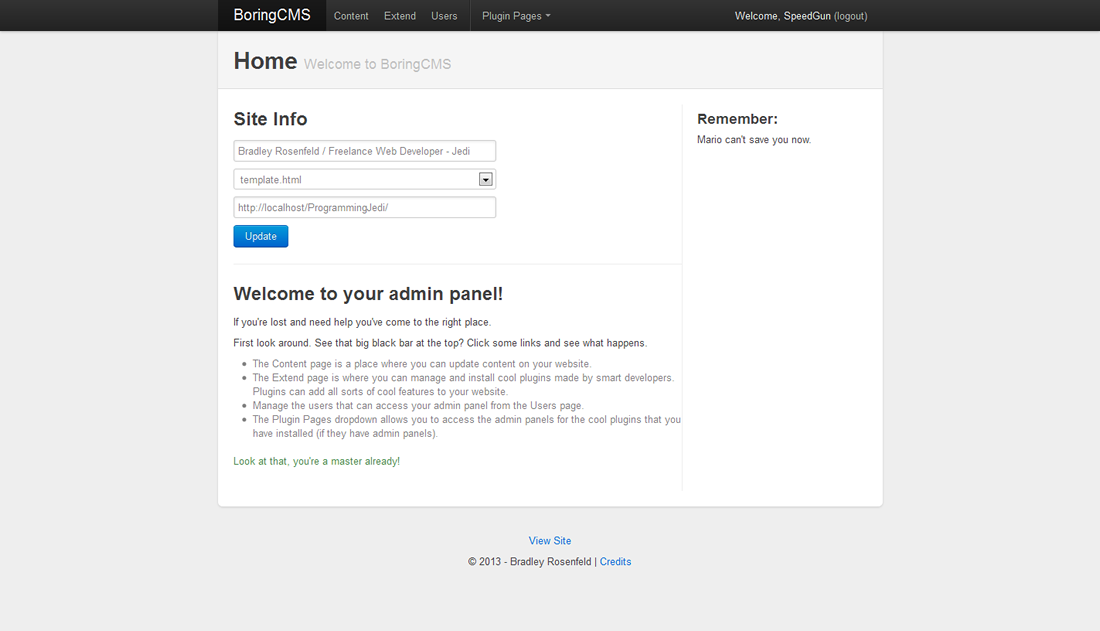 BoringCMS Content Extend Users Plugin Pages Welcome, SpeedGun (logout)
Home Welcome to BoringCMS
Site Info
Bradley Rosenfeld / Freelance Web Developer - Jedi
template.html
http://localhost/ProgrammingJedi/
Update
Welcome to your admin panel!
If you're lost and need help you've come to the right place.
First look around. See that big black bar at the top? Click some links and see what happens.
The Content page is a place where you can update content on your website.
The Extend page is where you can manage and install cool plugins made by smart developers.
Plugins can add all sorts of cool features to your website.
Manage the users that can access your admin panel from the Users page.
The Plugin Pages dropdown allows you to access the admin panels for the cool plugins that you
have installed (if they have admin panels).
Look at that, you're a master already!
Remember:
Mario can't save you now.
View Site
© 2013 - Bradley Rosenfeld | Credits